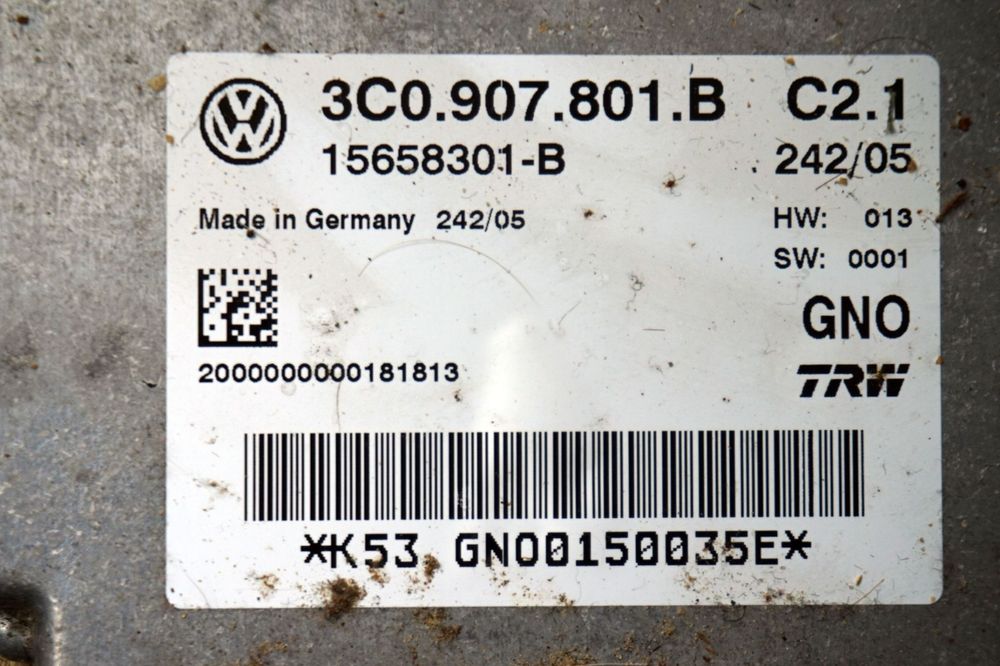 3C0.907.801.B C2.1
15658301-B 242/05
Made in Germany 242/05 HW: 013
SW: 0001
GNO
2000000000181813 TRW
*K53 GNO0150035E*